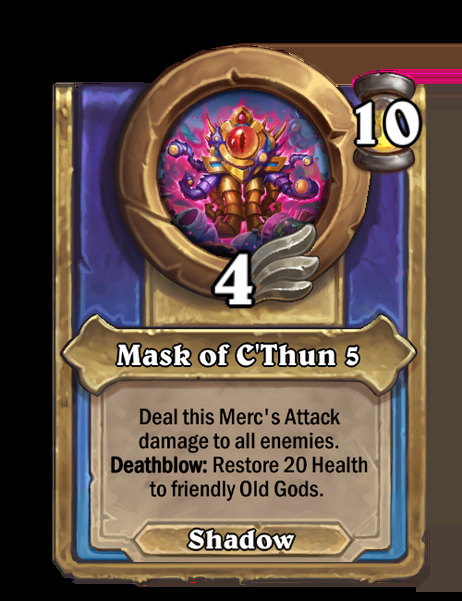 10
4
Mask of C'Thun 5
Deal this Merc's Attack
damage to all enemies.
Deathblow: Restore 20 Health
to friendly Old Gods.
Shadow